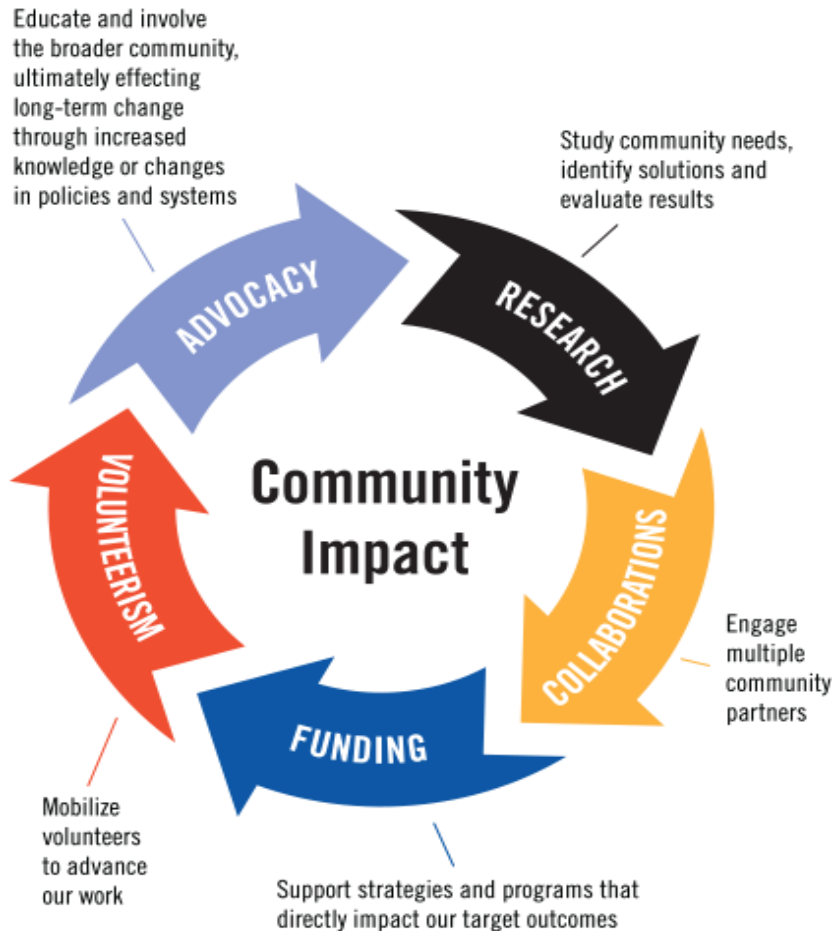 Educate and involve
the broader community,
ultimately effecting
long-term change
through increased
knowledge or changes
in policies and systems
Study community needs,
identify solutions and
evaluate results
ADVOCACY
RESEARCH
Community
Impact
VOLUNTEERISM
COLLABORATIONS
FUNDING
Engage
multiple
community
partners
Mobilize
volunteers
to advance
our work
Support strategies and programs that
directly impact our target outcomes